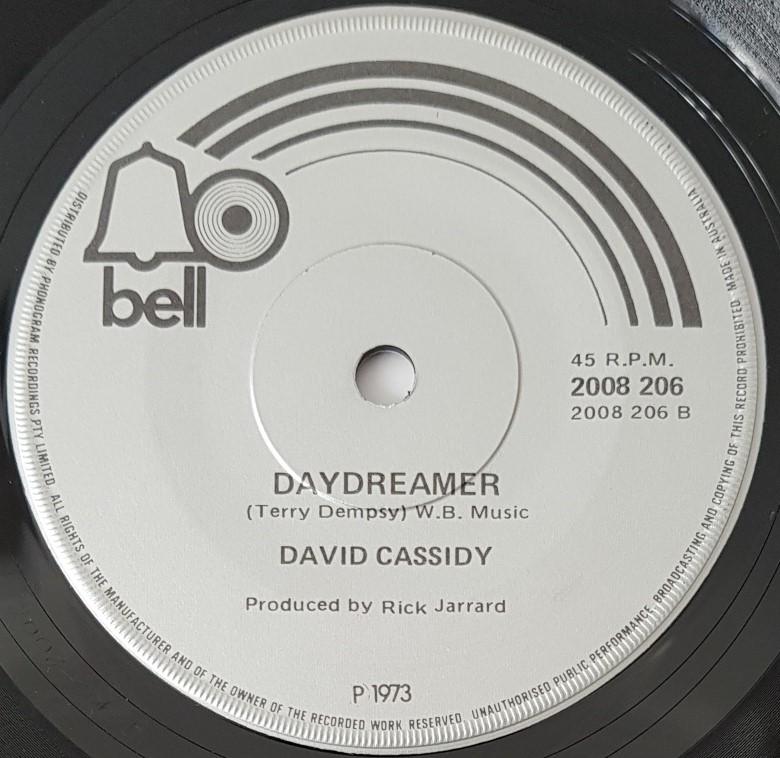 bell
45 R.P.M.
2008 206
2008 206 B
DAYDREAMER
(Terry Dempsy) W.B. Music
DAVID CASSIDY
Produced by Rick Jarrard
P 1973
DISTRIBUTED BY PHONOGRAM RECORDINGS PTY LIMITED. ALL RIGHTS OF THE MANUFACTURER AND OF THE OWNER OF THE RECORDED WORK RESERVED. UNAUTHORISED PUBLIC PERFORMANCE, BROADCASTING AND COPYING OF THIS RECORD PROHIBITED. MADE IN AUSTRALIA